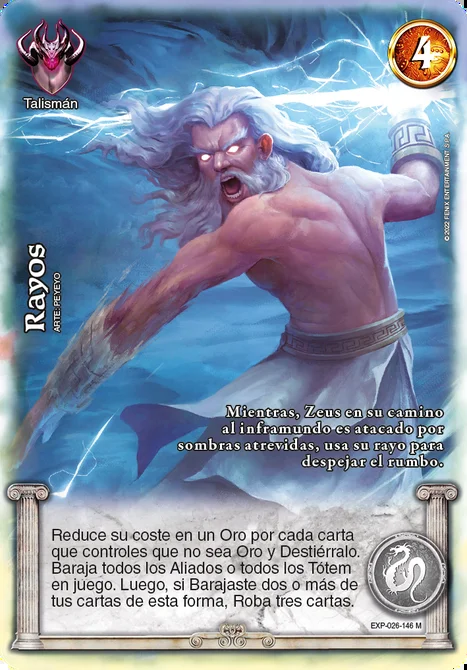 4
Talismán
© 2022 FENIX ENTERTAINMENT S.P.A.
Rayos
ARTE: PEYEYO
Mientras, Zeus en su camino
al inframundo es atacado por
sombras atrevidas, usa su rayo para
despejar el rumbo.
Reduce su coste en un Oro por cada carta
que controles que no sea Oro y Destiérralo.
Baraja todos los Aliados o todos los Tótem
en juego. Luego, si Barajaste dos o más de
tus cartas de esta forma, Roba tres cartas.
EXP-026-146 M